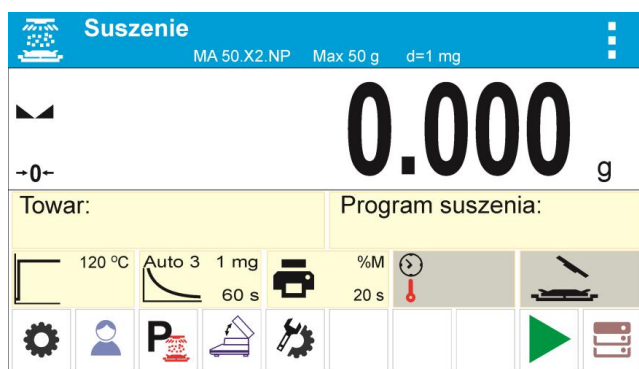 Suszenie
MA 50.X2.NP Max 50 g d=1 mg
0.000 g
→0←
Towar: Program suszenia:
120 °C Auto 3 1 mg %M
60 s 20 s
P